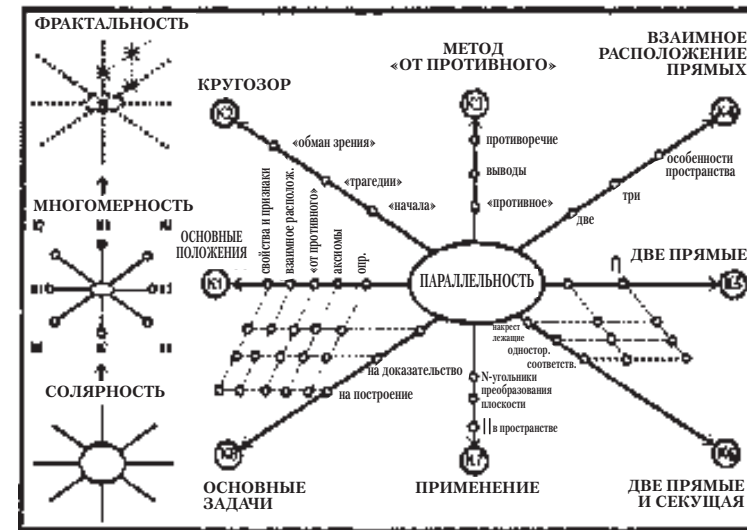 ФРАКТАЛЬНОСТЬ
МНОГОМЕРНОСТЬ
СОЛЯРНОСТЬ
КРУГОЗОР
К2
«обман зрения»
«трагедии»
«начала»
МЕТОД
«ОТ ПРОТИВНОГО»
К3
противоречие
выводы
«противное»
ВЗАИМНОЕ
РАСПОЛОЖЕНИЕ
ПРЯМЫХ
К4
особенности
пространства
три
две
ОСНОВНЫЕ
ПОЛОЖЕНИЯ
К1
свойства и признаки
взаимное располож.
«от противного»
аксиомы
опр.
ПАРАЛЛЕЛЬНОСТЬ
ДВЕ ПРЯМЫЕ
К5
∩
накрест
лежащие
одностор.
соответств.
на доказательство
на построение
N-угольники
преобразования
плоскости
|| в пространстве
К8
ОСНОВНЫЕ
ЗАДАЧИ
К7
ПРИМЕНЕНИЕ
К6
ДВЕ ПРЯМЫЕ
И СЕКУЩАЯ